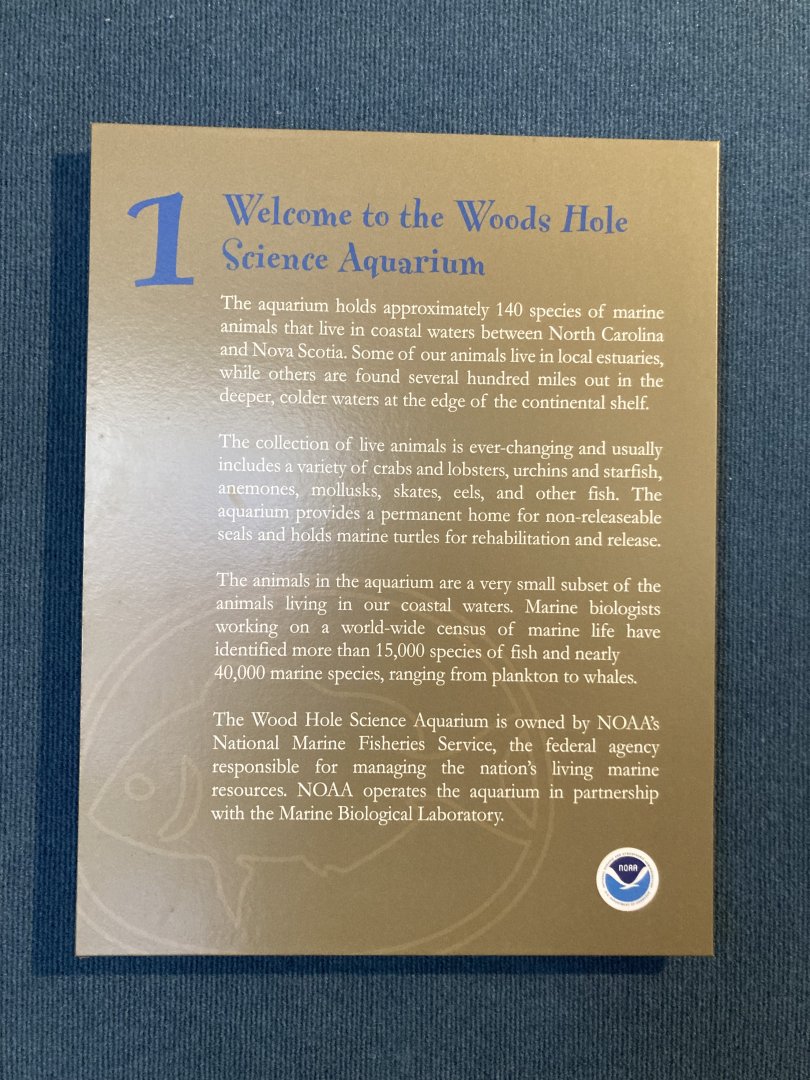 1
Welcome to the Woods Hole
Science Aquarium
The aquarium holds approximately 140 species of marine
animals that live in coastal waters between North Carolina
and Nova Scotia. Some of our animals live in local estuaries,
while others are found several hundred miles out in the
deeper, colder waters at the edge of the continental shelf.
The collection of live animals is ever-changing and usually
includes a variety of crabs and lobsters, urchins and starfish,
anemones, mollusks, skates, eels, and other fish. The
aquarium provides a permanent home for non-releaseable
seals and holds marine turtles for rehabilitation and release.
The animals in the aquarium are a very small subset of the
animals living in our coastal waters. Marine biologists
working on a world-wide census of marine life have
identified more than 15,000 species of fish and nearly
40,000 marine species, ranging from plankton to whales.
The Wood Hole Science Aquarium is owned by NOAA's
National Marine Fisheries Service, the federal agency
responsible for managing the nation's living marine
resources. NOAA operates the aquarium in partnership
with the Marine Biological Laboratory.
NOAA